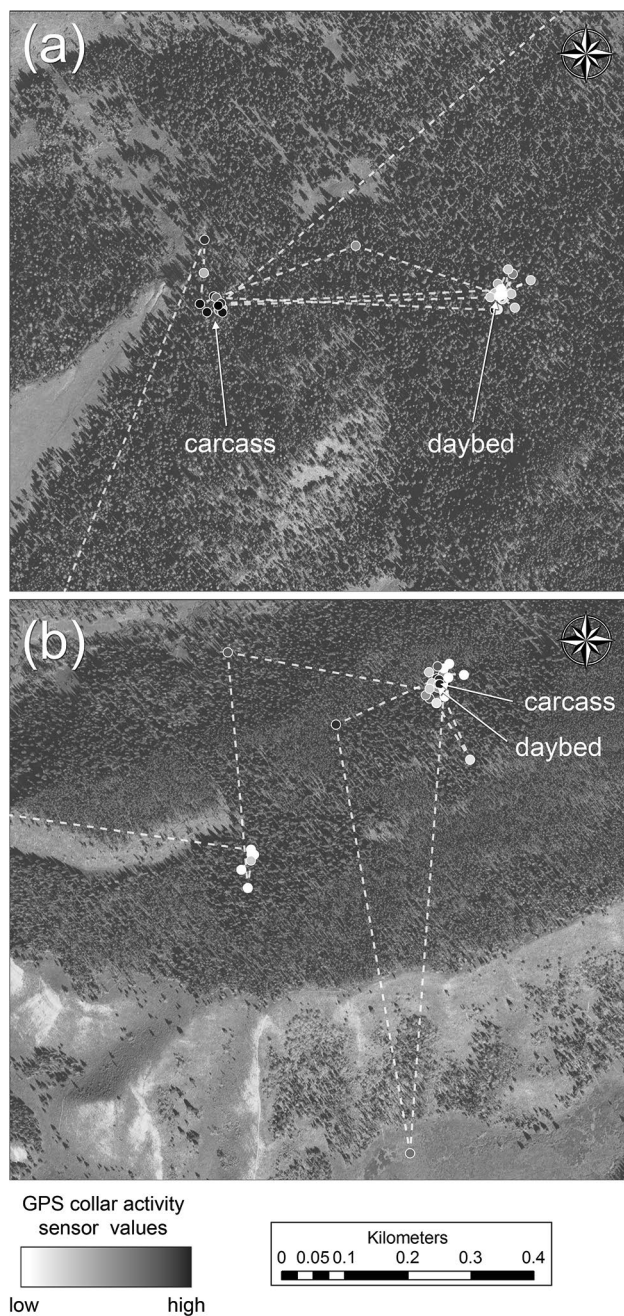 (a)
carcass
daybed
(b)
carcass
daybed
GPS collar activity
sensor values
low
high
Kilometers
0
0.05
0.1
0.2
0.3
0.4